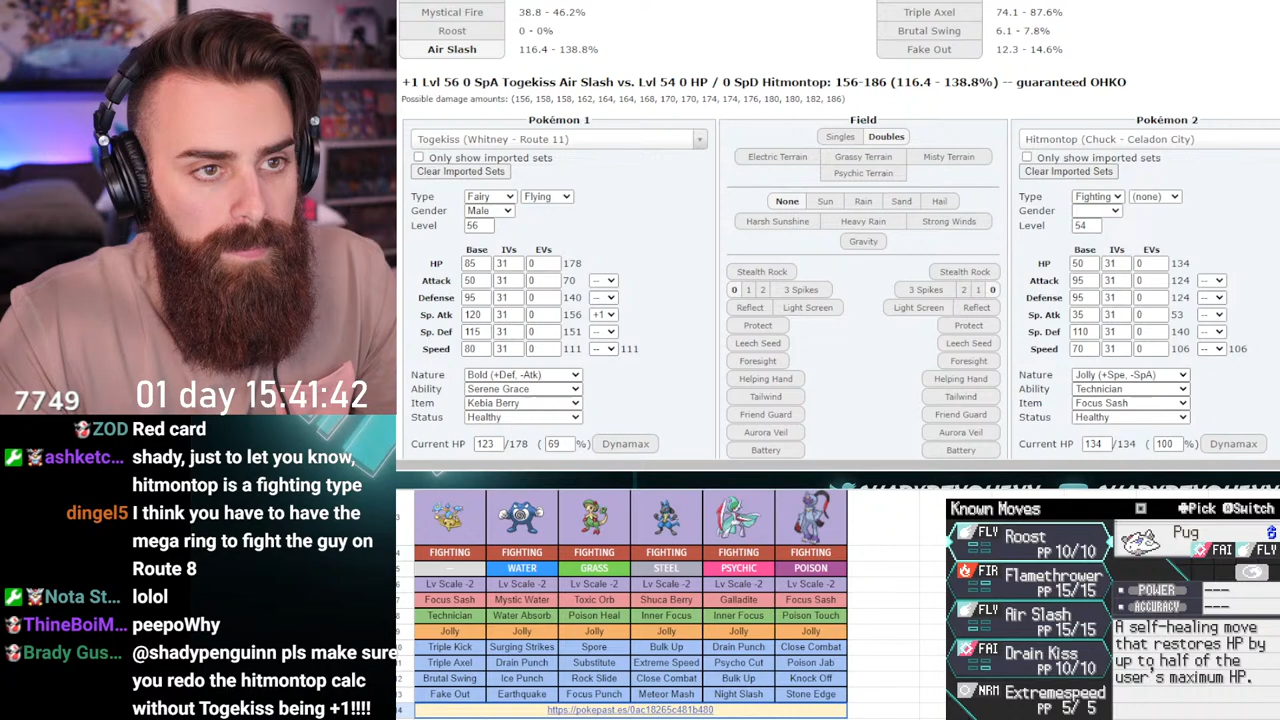 Mystical Fire 38.8 - 46.2% Triple Axel 74.1 - 87.6%
Roost 0 - 0% Brutal Swing 6.1 - 7.8%
Air Slash 116.4 - 138.8% Fake Out 12.3 - 14.6%
+1 Lvl 56 0 SpA Togekiss Air Slash vs. Lvl 54 0 HP / 0 SpD Hitmontop: 156-186 (116.4 - 138.8%) -- guaranteed OHKO
Possible damage amounts: (156, 158, 158, 162, 164, 164, 168, 170, 170, 174, 174, 176, 180, 180, 182, 186)
Pokémon 1
Togekiss (Whitney - Route 11)
Only show imported sets
Clear Imported Sets
Type Fairy Flying
Gender Male
Level 56
Base IVs EVs
HP 85 31 0 178
Attack 50 31 0 70 --
Defense 95 31 0 140 --
Sp. Atk 120 31 0 156 +1
Sp. Def 115 31 0 151 --
Speed 80 31 0 111 -- 111
Nature Bold (+Def, -Atk)
Ability Serene Grace
Item Kebia Berry
Status Healthy
Current HP 123 /178 ( 69 %) Dynamax
Field
Singles Doubles
Electric Terrain Grassy Terrain Misty Terrain
Psychic Terrain
None Sun Rain Sand Hail
Harsh Sunshine Heavy Rain Strong Winds
Gravity
Stealth Rock Stealth Rock
0 1 2 3 Spikes 3 Spikes 2 1 0
Reflect Light Screen Light Screen Reflect
Protect Protect
Leech Seed Leech Seed
Foresight Foresight
Helping Hand Helping Hand
Tailwind Tailwind
Friend Guard Friend Guard
Aurora Veil Aurora Veil
Battery Battery
Pokémon 2
Hitmontop (Chuck - Celadon City)
Only show imported sets
Clear Imported Sets
Type Fighting (none)
Gender
Level 54
Base IVs EVs
HP 50 31 0 134
Attack 95 31 0 124 --
Defense 95 31 0 124 --
Sp. Atk 35 31 0 53 --
Sp. Def 110 31 0 140 --
Speed 70 31 0 106 -- 106
Nature Jolly (+Spe, -SpA)
Ability Technician
Item Focus Sash
Status Healthy
Current HP 134 /134 ( 100 %) Dynamax
7749 01 day 15:41:42
ZOD Red card
ashketc... shady, just to let you know,
hitmontop is a fighting type
dingel5 I think you have to have the
mega ring to fight the guy on
Route 8
Nota St... lolol
ThineBoiM... peepoWhy
Brady Gus... @shadypenguinn pls make sure
you redo the hitmontop calc
without Togekiss being +1!!!!
FIGHTING FIGHTING FIGHTING FIGHTING FIGHTING FIGHTING
-- WATER GRASS STEEL PSYCHIC POISON
Lv Scale -2 Lv Scale -2 Lv Scale -2 Lv Scale -2 Lv Scale -2 Lv Scale -2
Focus Sash Mystic Water Toxic Orb Shuca Berry Galladite Focus Sash
Technician Water Absorb Poison Heal Inner Focus Inner Focus Poison Touch
Jolly Jolly Jolly Jolly Jolly Jolly
Triple Kick Surging Strikes Spore Bulk Up Drain Punch Close Combat
Triple Axel Drain Punch Substitute Extreme Speed Psycho Cut Poison Jab
Brutal Swing Ice Punch Rock Slide Close Combat Bulk Up Knock Off
Fake Out Earthquake Focus Punch Meteor Mash Night Slash Stone Edge
https://pokepast.es/0ac18265c481b480
Known Moves Pick Switch
FLY Roost
PP 10/10
FIR Flamethrower
PP 15/15
FLY Air Slash
PP 15/15
FAI Drain Kiss
PP 10/10
NRM Extremespeed
PP 5/ 5
Pug
FAI FLY
POWER ---
ACCURACY ---
A self-healing move
that restores HP by
up to half of the
user's maximum HP.